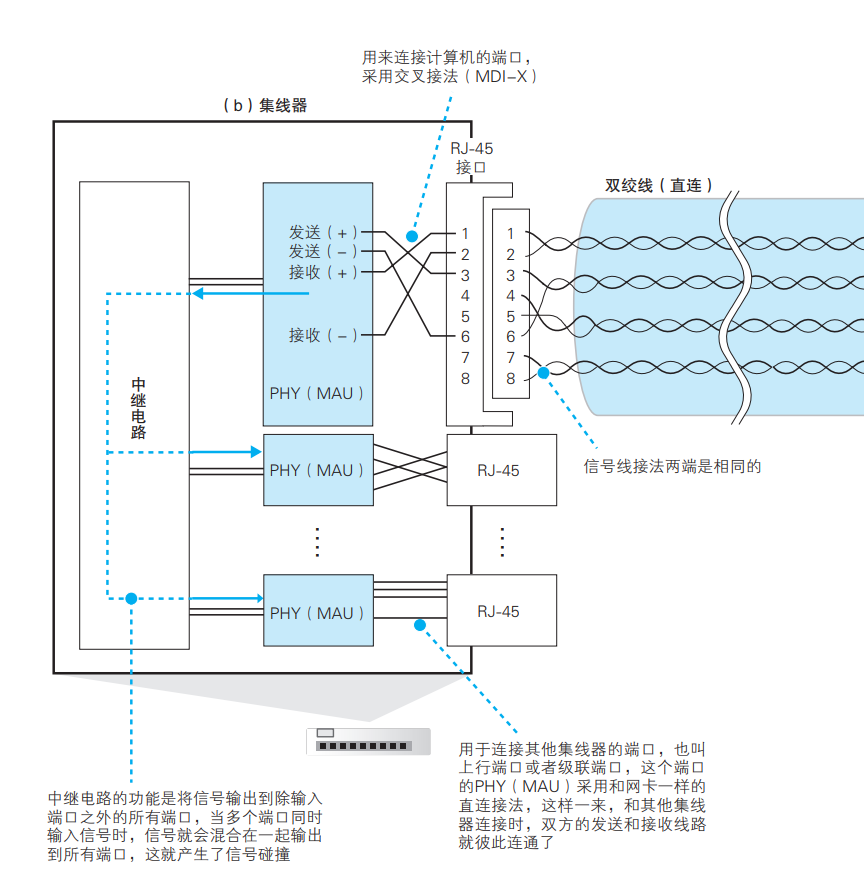 用来连接计算机的端口，
采用交叉接法（MDI-X）
（b）集线器
RJ-45
接口
双绞线（直连）
发送（+）
发送（-）
接收（+）
接收（-）
PHY（MAU）
1
2
3
4
5
6
7
8
1
2
3
4
5
6
7
8
中继电路
PHY（MAU）
RJ-45
信号线接法两端是相同的
PHY（MAU）
RJ-45
用于连接其他集线器的端口，也叫
上行端口或者级联端口，这个端口
的PHY（MAU）采用和网卡一样的
直连接法，这样一来，和其他集线
器连接时，双方的发送和接收线路
就彼此连通了
中继电路的功能是将信号输出到除输入
端口之外的所有端口，当多个端口同时
输入信号时，信号就会混合在一起输出
到所有端口，这就产生了信号碰撞